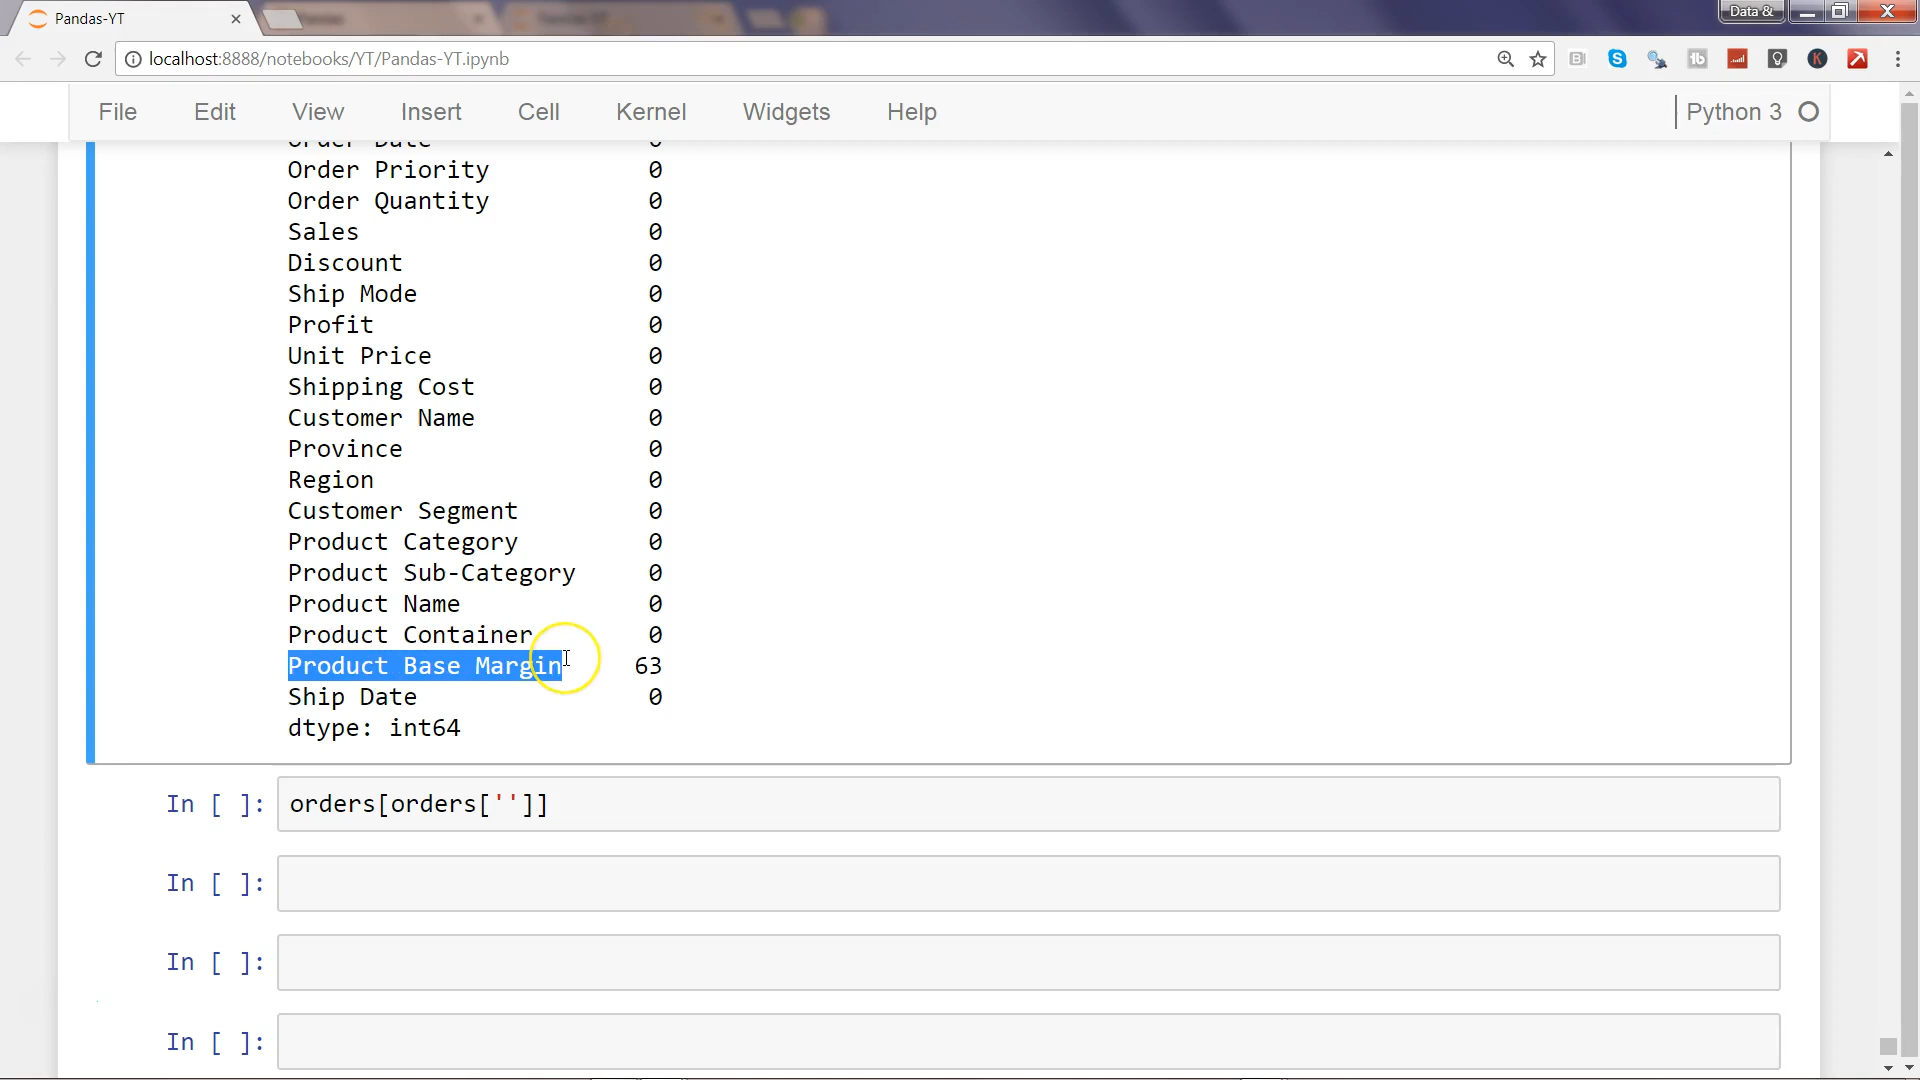 Pandas-YT
Data &
localhost:8888/notebooks/YT/Pandas-YT.ipynb
File Edit View Insert Cell Kernel Widgets Help Python 3
Order Date 0
Order Priority 0
Order Quantity 0
Sales 0
Discount 0
Ship Mode 0
Profit 0
Unit Price 0
Shipping Cost 0
Customer Name 0
Province 0
Region 0
Customer Segment 0
Product Category 0
Product Sub-Category 0
Product Name 0
Product Container 0
Product Base Margin 63
Ship Date 0
dtype: int64
In [ ]: orders[orders['']]
In [ ]:
In [ ]:
In [ ]: